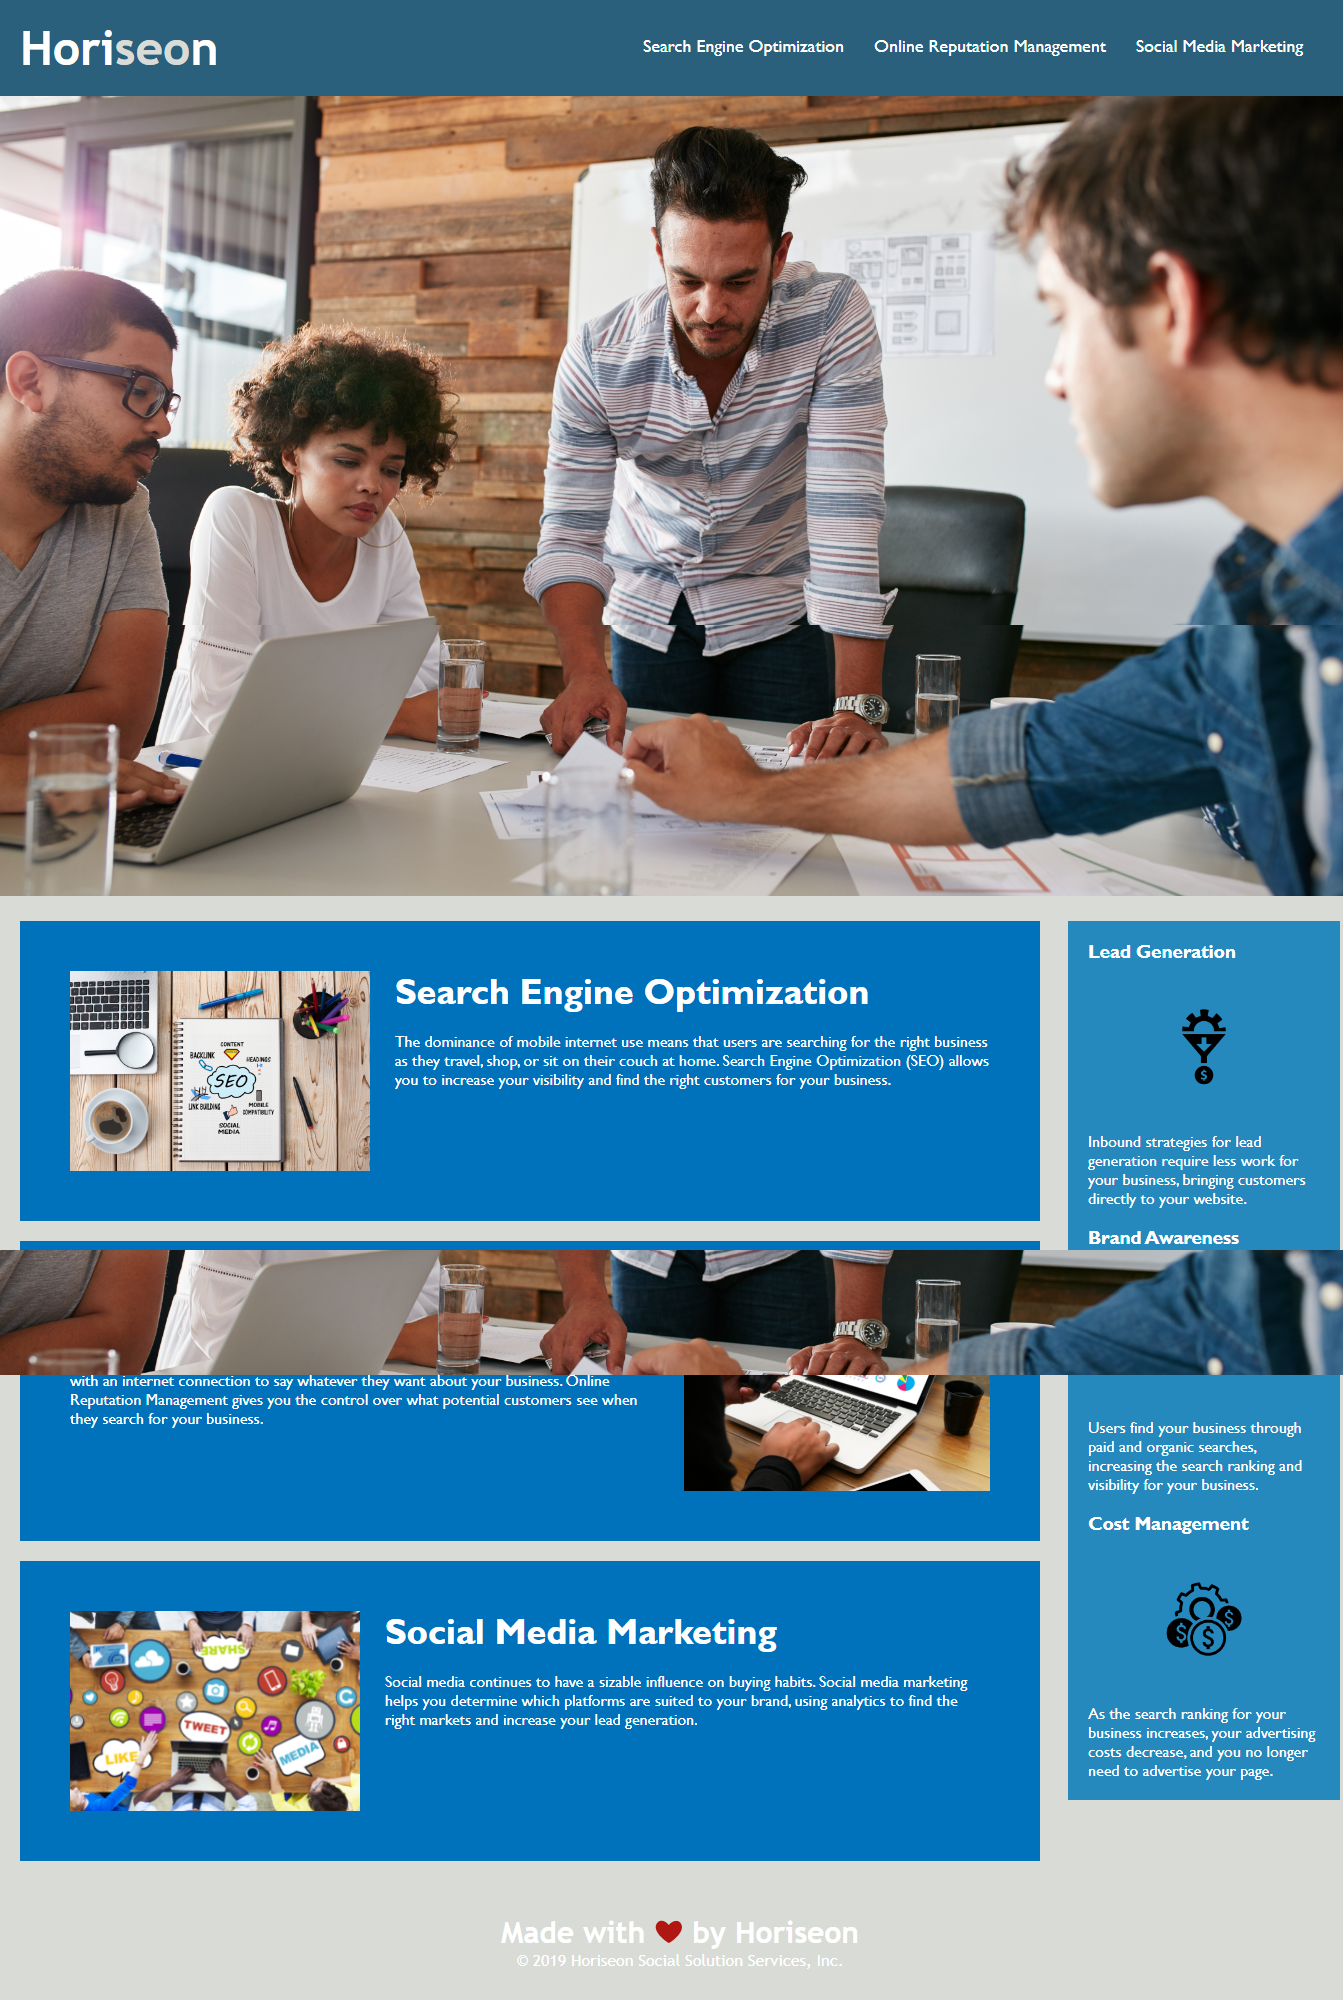 Horiseon
Search Engine Optimization
Online Reputation Management
Social Media Marketing
CONTENT
BACKLINK
HEADINGS
SEO
LINK BUILDING
MOBILE
COMPATIBILITY
SOCIAL
MEDIA
Search Engine Optimization
The dominance of mobile internet use means that users are searching for the right business
as they travel, shop, or sit on their couch at home. Search Engine Optimization (SEO) allows
you to increase your visibility and find the right customers for your business.
with an internet connection to say whatever they want about your business. Online
Reputation Management gives you the control over what potential customers see when
they search for your business.
SHARE
TWEET
LIKE
MEDIA
Social Media Marketing
Social media continues to have a sizable influence on buying habits. Social media marketing
helps you determine which platforms are suited to your brand, using analytics to find the
right markets and increase your lead generation.
Lead Generation
$
Inbound strategies for lead
generation require less work for
your business, bringing customers
directly to your website.
Brand Awareness
Users find your business through
paid and organic searches,
increasing the search ranking and
visibility for your business.
Cost Management
$ $ $
As the search ranking for your
business increases, your advertising
costs decrease, and you no longer
need to advertise your page.
Made with ❤ by Horiseon
© 2019 Horiseon Social Solution Services, Inc.